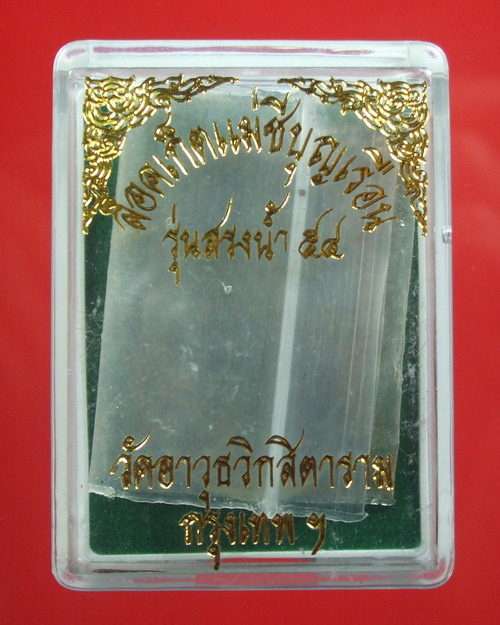 ล็อคเก็ตแม่ชีบุญเรือน
รุ่นสรงน้ำ ๕๔
วัดอาวุธวิกสิตาราม
กรุงเทพ ฯ